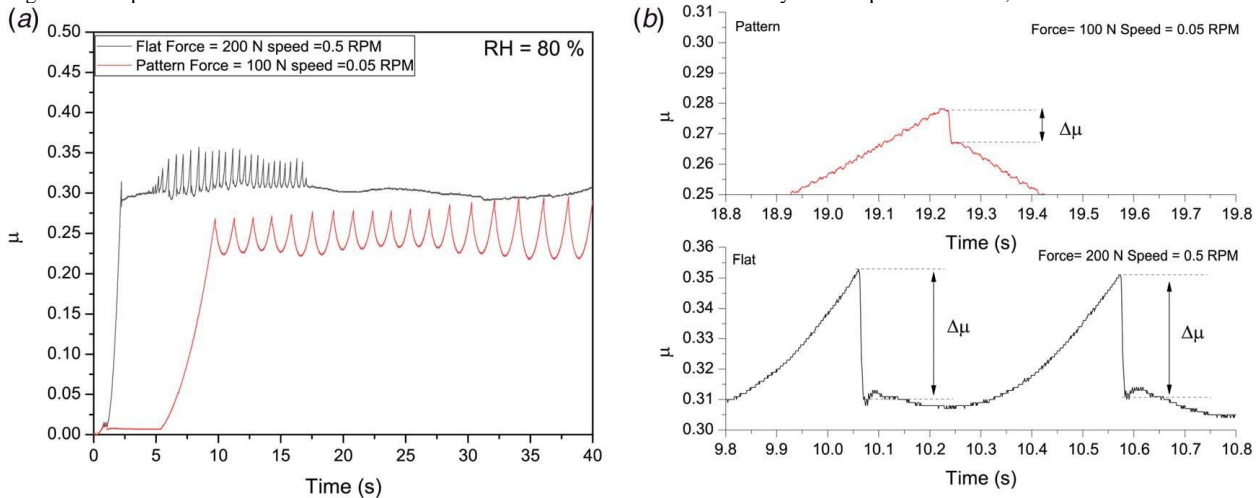 (a)
0.50
0.45
0.40
0.35
0.30
0.25
0.20
0.15
0.10
0.05
0.00
μ
Flat Force = 200 N speed =0.5 RPM
Pattern Force = 100 N speed =0.05 RPM
RH = 80 %
0 5 10 15 20 25 30 35 40
Time (s)
(b)
0.31
0.30
0.29
0.28
0.27
0.26
0.25
μ
Pattern
Force= 100 N Speed = 0.05 RPM
Δμ
18.8 18.9 19.0 19.1 19.2 19.3 19.4 19.5 19.6 19.7 19.8
Time (s)
0.36
0.35
0.34
0.33
0.32
0.31
0.30
μ
Flat
Force= 200 N Speed = 0.5 RPM
Δμ
Δμ
9.8 9.9 10.0 10.1 10.2 10.3 10.4 10.5 10.6 10.7 10.8
Time (s)